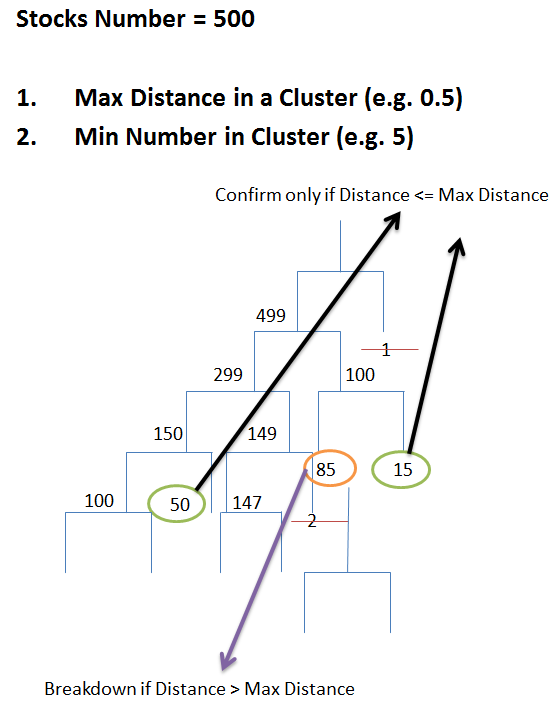 Stocks Number = 500
1. Max Distance in a Cluster (e.g. 0.5)
2. Min Number in Cluster (e.g. 5)
Confirm only if Distance <= Max Distance
499
1
299
100
150
149
85
15
100
50
147
2
Breakdown if Distance > Max Distance